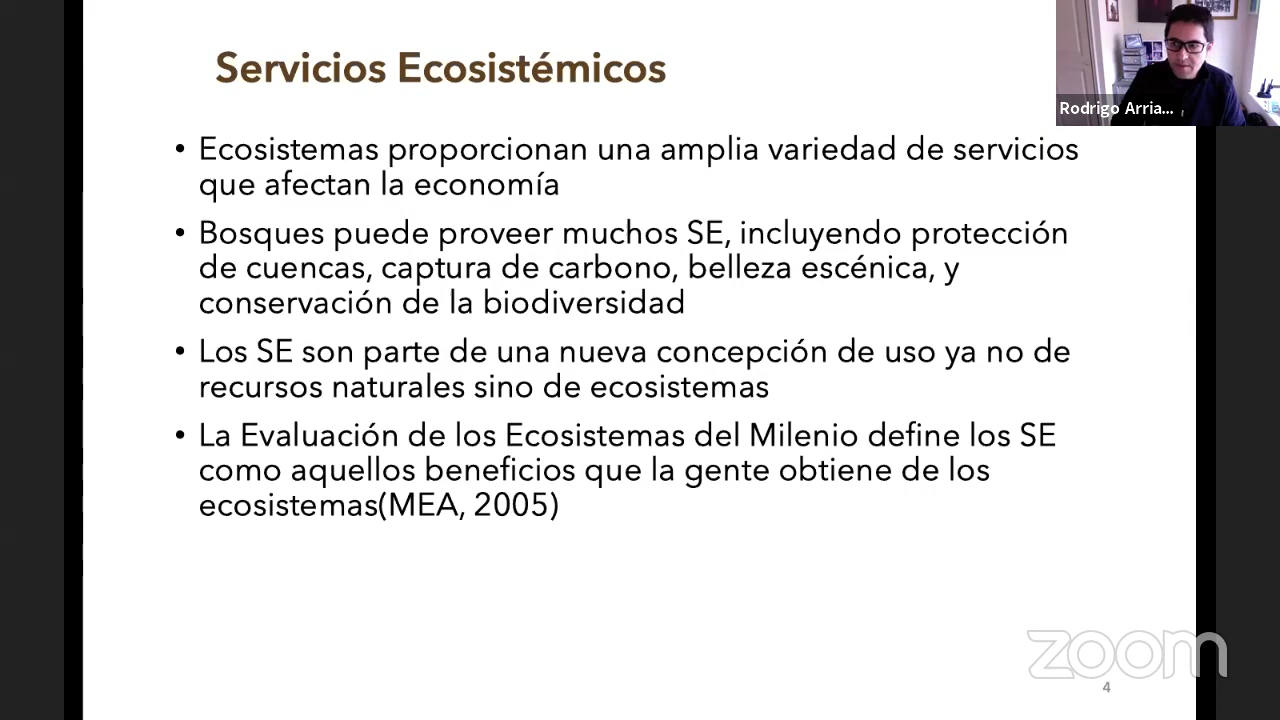 Servicios Ecosistémicos
Rodrigo Arria...
• Ecosistemas proporcionan una amplia variedad de servicios
que afectan la economía
• Bosques puede proveer muchos SE, incluyendo protección
de cuencas, captura de carbono, belleza escénica, y
conservación de la biodiversidad
• Los SE son parte de una nueva concepción de uso ya no de
recursos naturales sino de ecosistemas
• La Evaluación de los Ecosistemas del Milenio define los SE
como aquellos beneficios que la gente obtiene de los
ecosistemas(MEA, 2005)
zoom
4